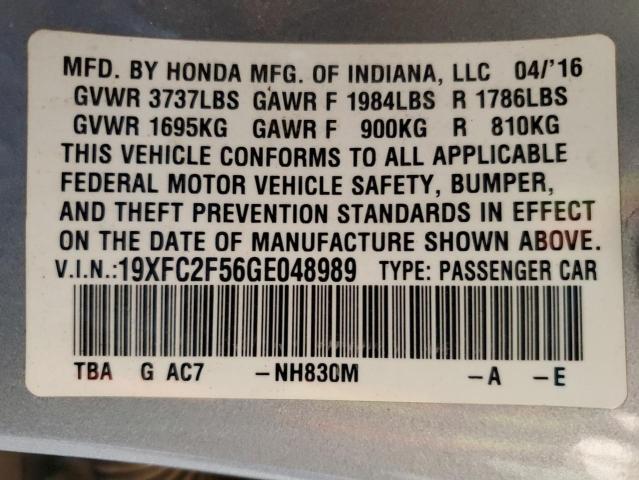 MFD. BY HONDA MFG. OF INDIANA, LLC 04/'16
GVWR 3737LBS GAWR F 1984LBS R 1786LBS
GVWR 1695KG GAWR F 900KG R 810KG
THIS VEHICLE CONFORMS TO ALL APPLICABLE
FEDERAL MOTOR VEHICLE SAFETY, BUMPER,
AND THEFT PREVENTION STANDARDS IN EFFECT
ON THE DATE OF MANUFACTURE SHOWN ABOVE.
V.I.N.:19XFC2F56GE048989 TYPE: PASSENGER CAR
TBA G AC7 -NH830M -A -E